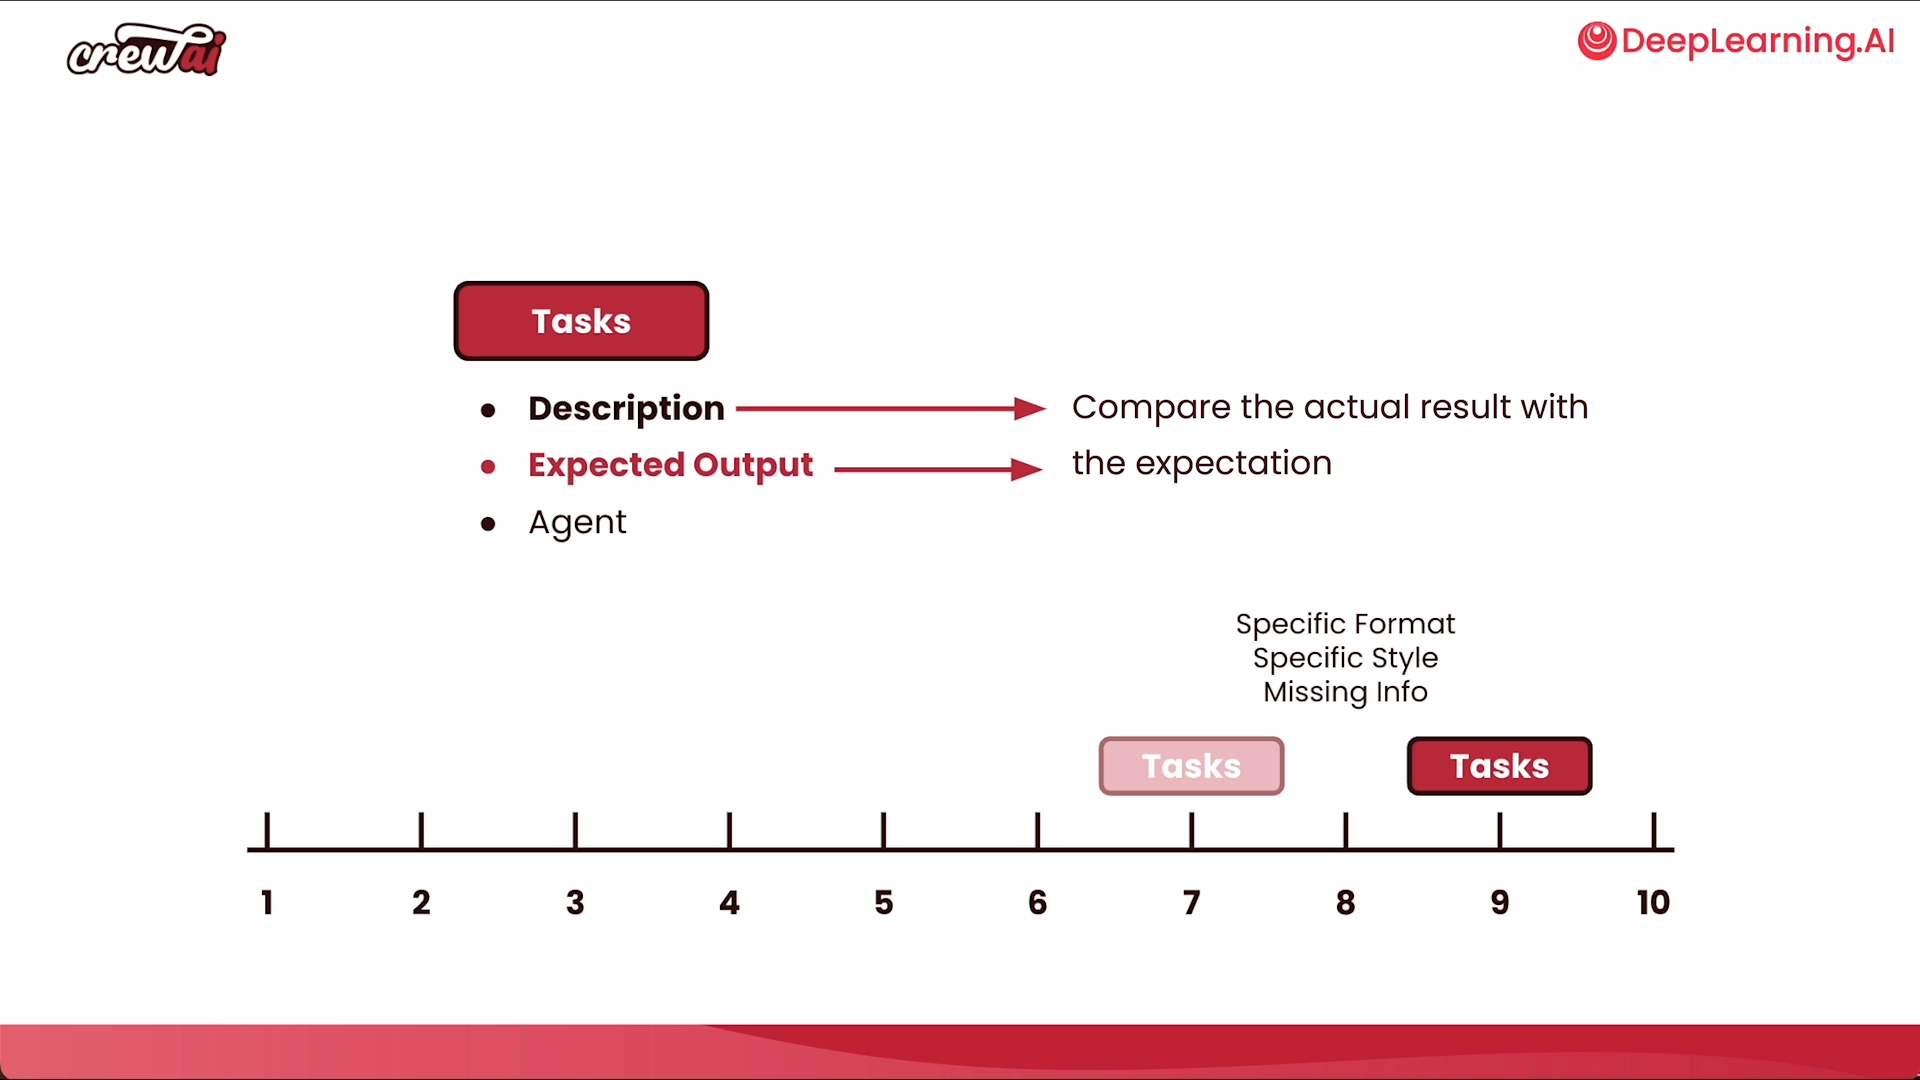 crewai
DeepLearning.AI
Tasks
Description
Compare the actual result with
Expected Output
the expectation
Agent
Specific Format
Specific Style
Missing Info
Tasks
Tasks
1 2 3 4 5 6 7 8 9 10